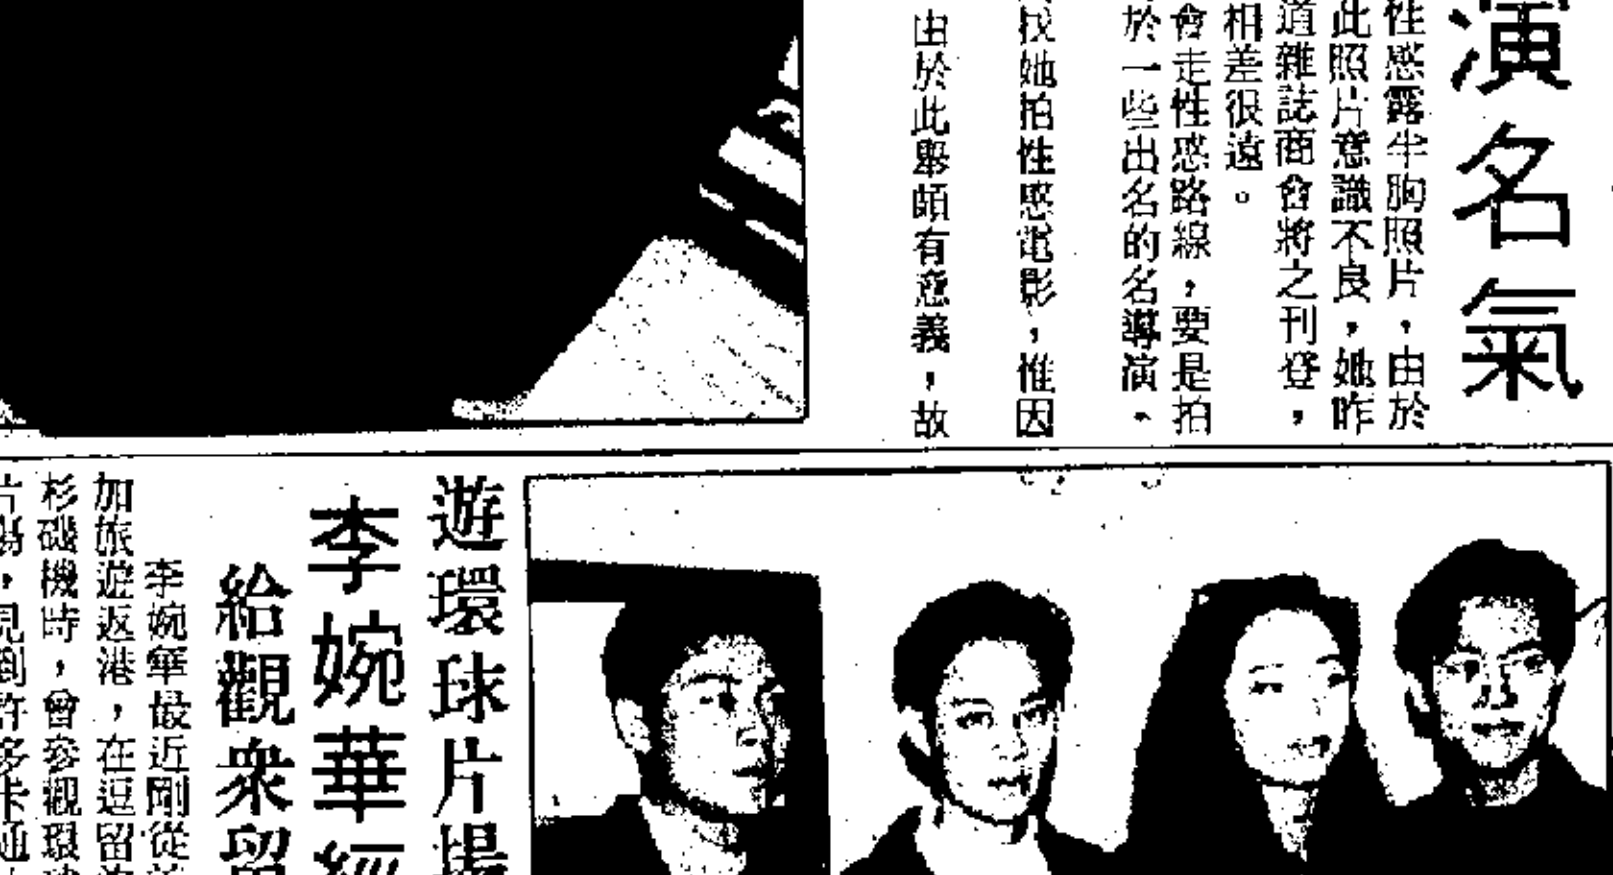 演名氣
性感露半胸照片，由於
此照片意識不良，她昨
道雜誌商會將之刊登，
相差很遠。
會走性感路線，要是拍
於一些出名的名導演，
找她拍性感電影，惟因
由於此舉頗有意義，故
遊環球片場
李婉華經
給觀眾留
李婉華最近剛從
加旅遊返港，在逗留
杉磯機時，曾參觀環球
片場，見到許多卡通